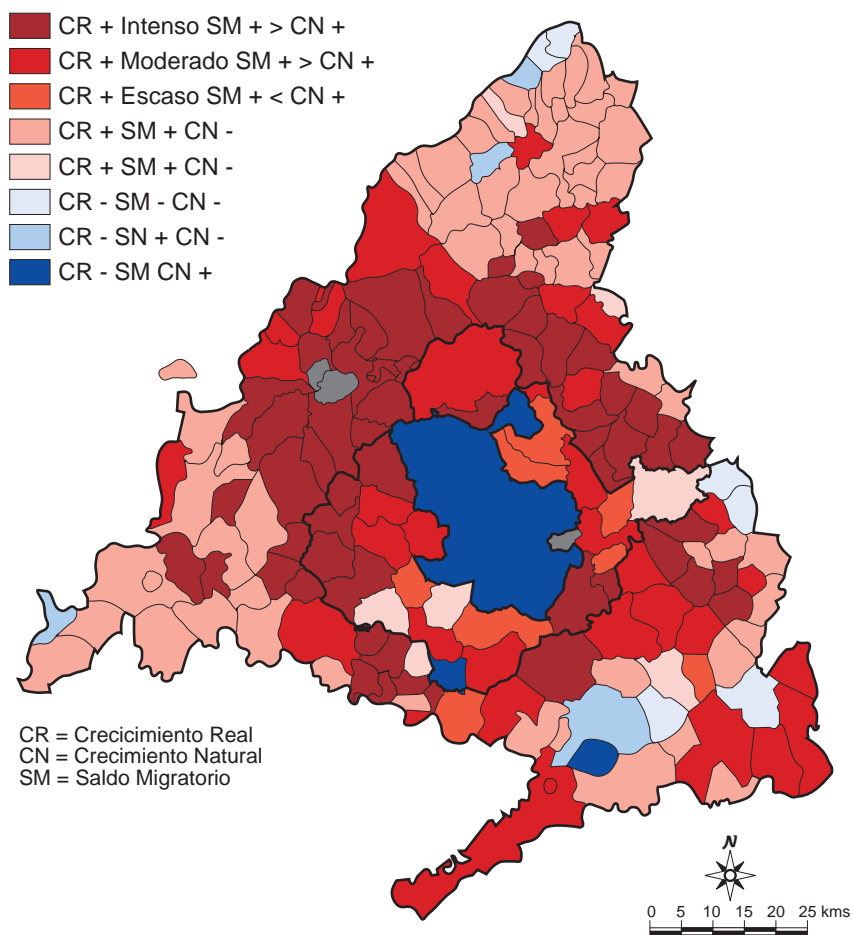 CR + Intenso SM + > CN +
CR + Moderado SM + > CN +
CR + Escaso SM + < CN +
CR + SM + CN -
CR + SM + CN -
CR - SM - CN -
CR - SN + CN -
CR - SM CN +
CR = Crecicimiento Real
CN = Crecimiento Natural
SM = Saldo Migratorio
N
0 5 10 15 20 25 kms